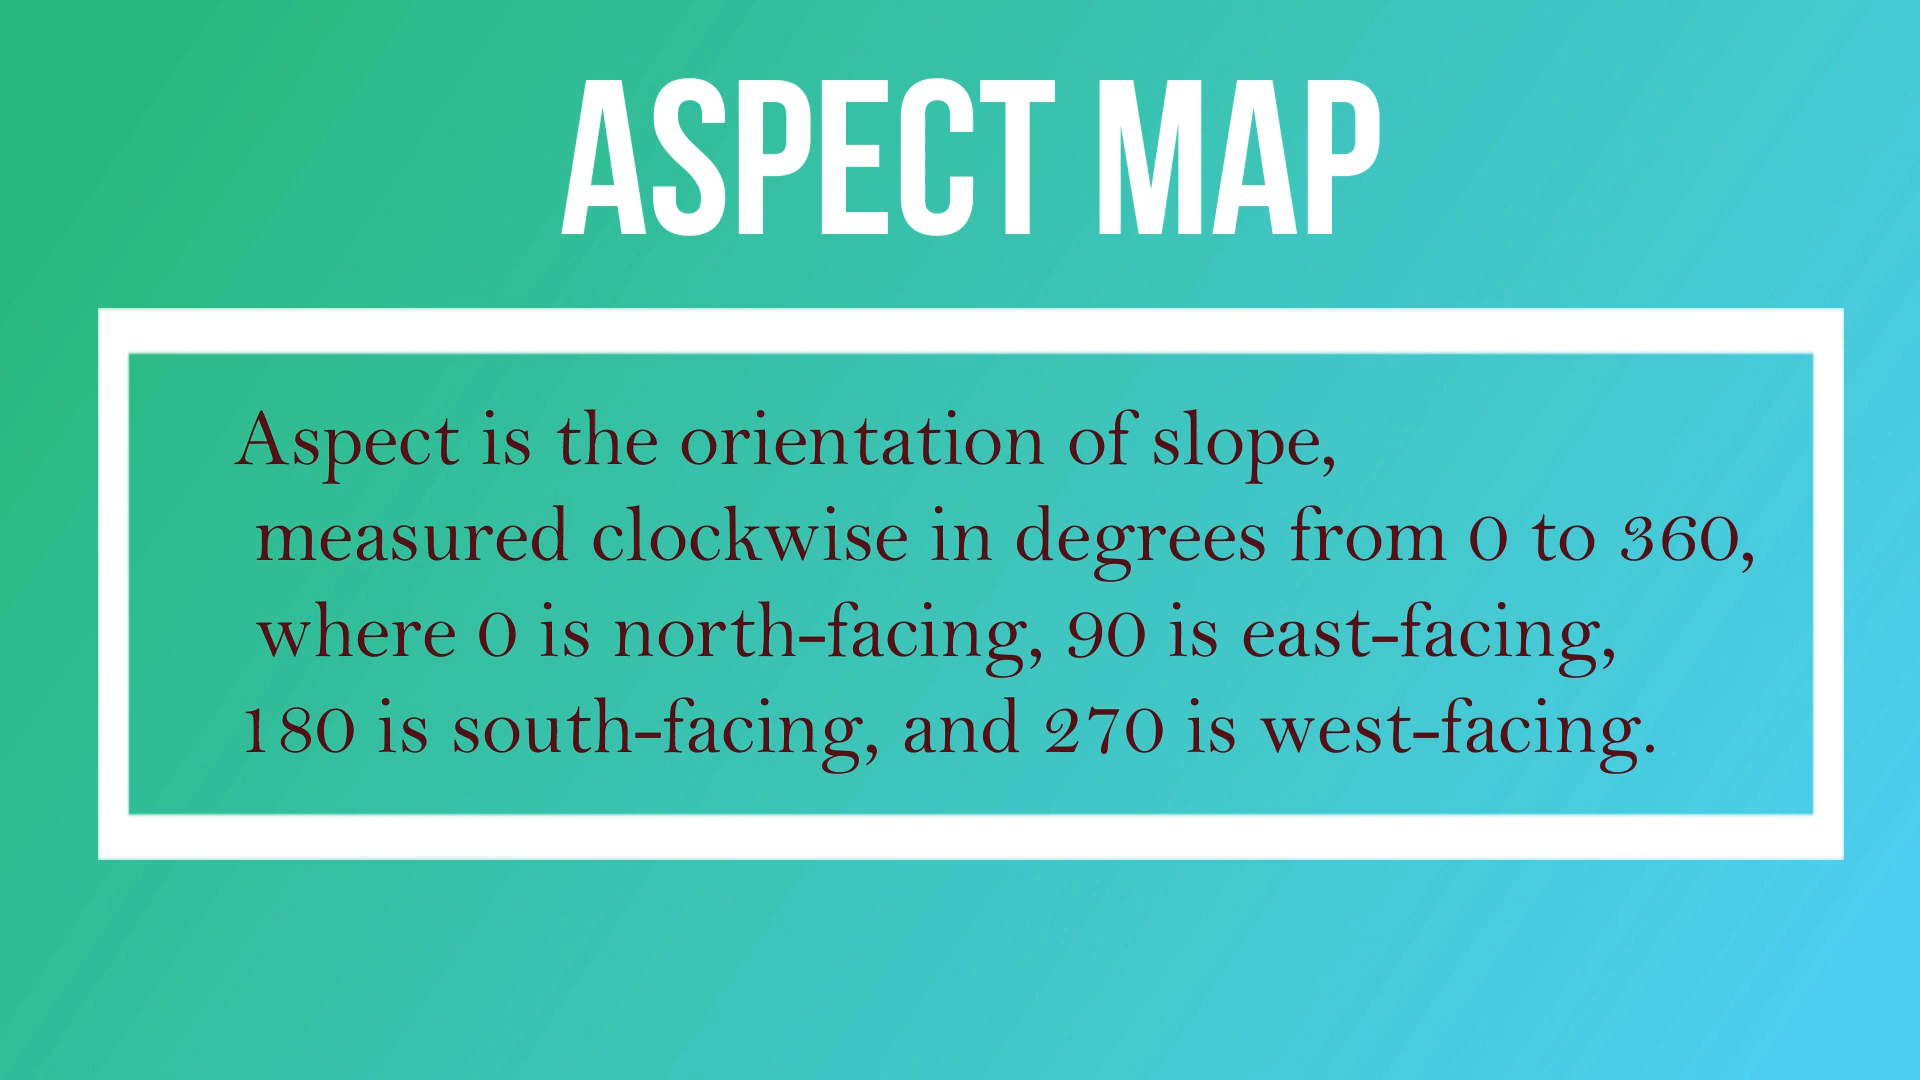 ASPECT MAP
Aspect is the orientation of slope,
measured clockwise in degrees from 0 to 360,
where 0 is north-facing, 90 is east-facing,
180 is south-facing, and 270 is west-facing.